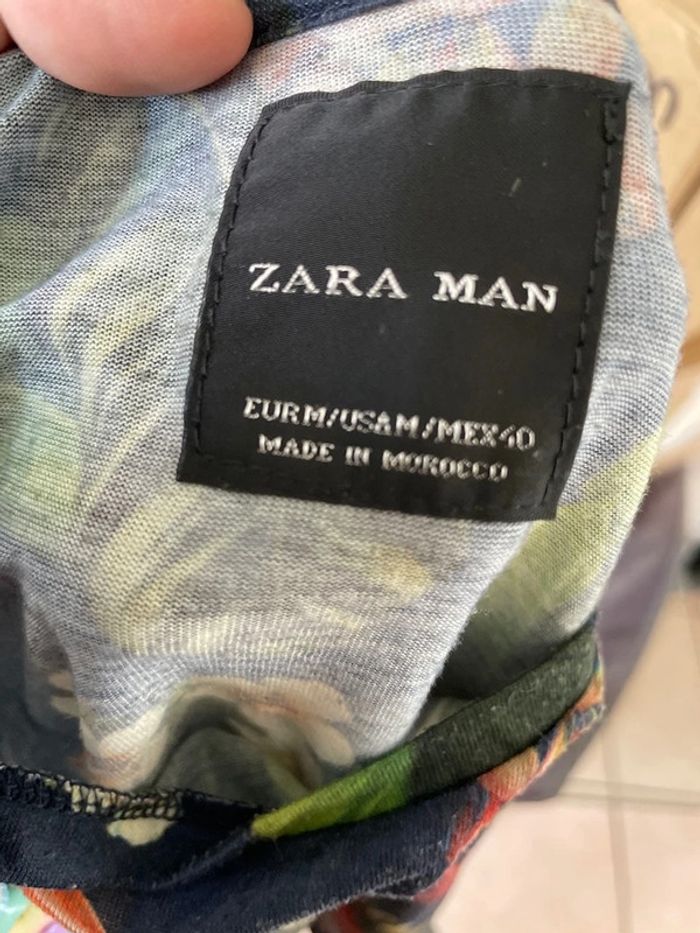 ZARA MAN
EUR M/USA M/MEX 40
MADE IN MOROCCO